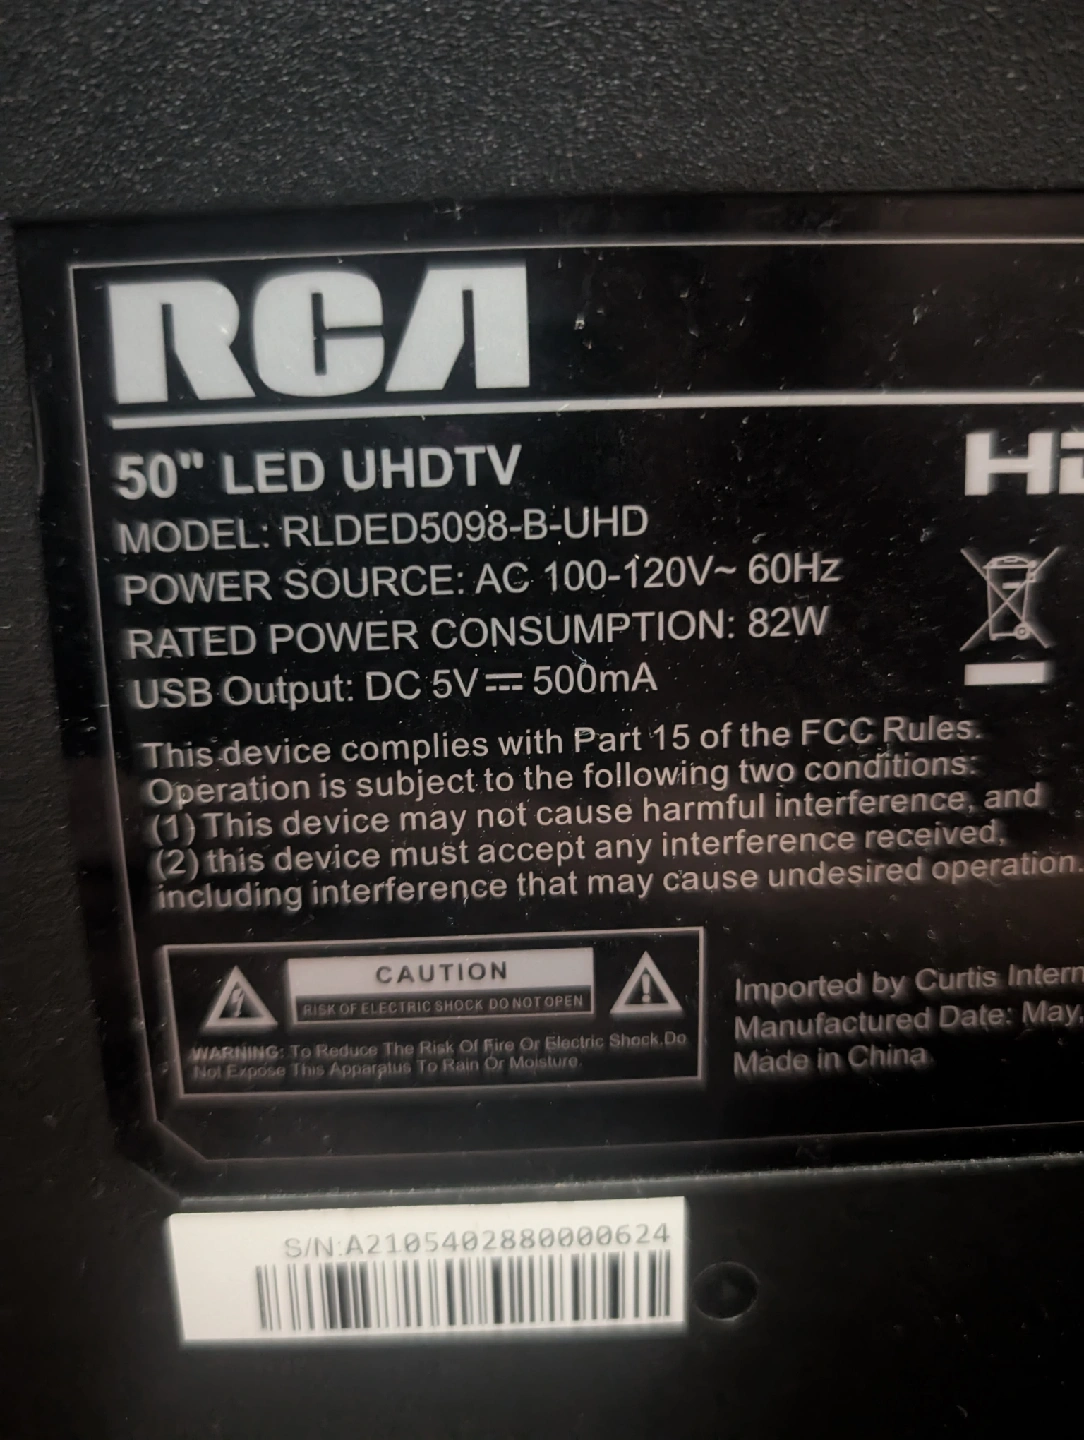 RCA
50" LED UHDTV
MODEL: RLDED5098-B-UHD
POWER SOURCE: AC 100-120V~ 60Hz
RATED POWER CONSUMPTION: 82W
USB Output: DC 5V⎓500mA
This device complies with Part 15 of the FCC Rules.
Operation is subject to the following two conditions:
(1) This device may not cause harmful interference, and
(2) this device must accept any interference received,
including interference that may cause undesired operation.
CAUTION
RISK OF ELECTRIC SHOCK DO NOT OPEN
WARNING: To Reduce The Risk Of Fire Or Electric Shock,Do
Not Expose This Apparatus To Rain Or Moisture.
Imported by Curtis Intern
Manufactured Date: May,
Made in China
S/N:A2105402880000624